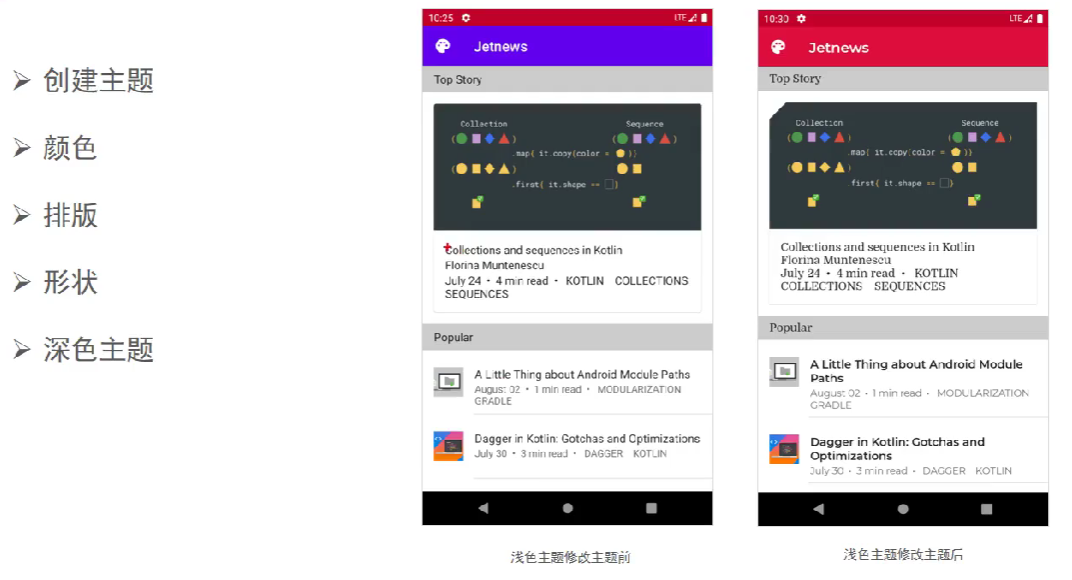 创建主题
颜色
排版
形状
深色主题
10:25
LTE
Jetnews
Top Story
Collection
Sequence
.map{ it.copy(color = )}
.first{ it.shape == }
Collections and sequences in Kotlin
Florina Muntenescu
July 24 • 4 min read • KOTLIN COLLECTIONS
SEQUENCES
Popular
A Little Thing about Android Module Paths
August 02 • 1 min read • MODULARIZATION
GRADLE
Dagger in Kotlin: Gotchas and Optimizations
July 30 • 3 min read • DAGGER KOTLIN
浅色主题修改主题前
10:30
LTE
Jetnews
Top Story
Collection
Sequence
.map{ it.copy(color = )}
.first{ it.shape == }
Collections and sequences in Kotlin
Florina Muntenescu
July 24 • 4 min read • KOTLIN
COLLECTIONS SEQUENCES
Popular
A Little Thing about Android Module
Paths
August 02 • 1 min read • MODULARIZATION
GRADLE
Dagger in Kotlin: Gotchas and
Optimizations
July 30 • 3 min read • DAGGER KOTLIN
浅色主题修改主题后